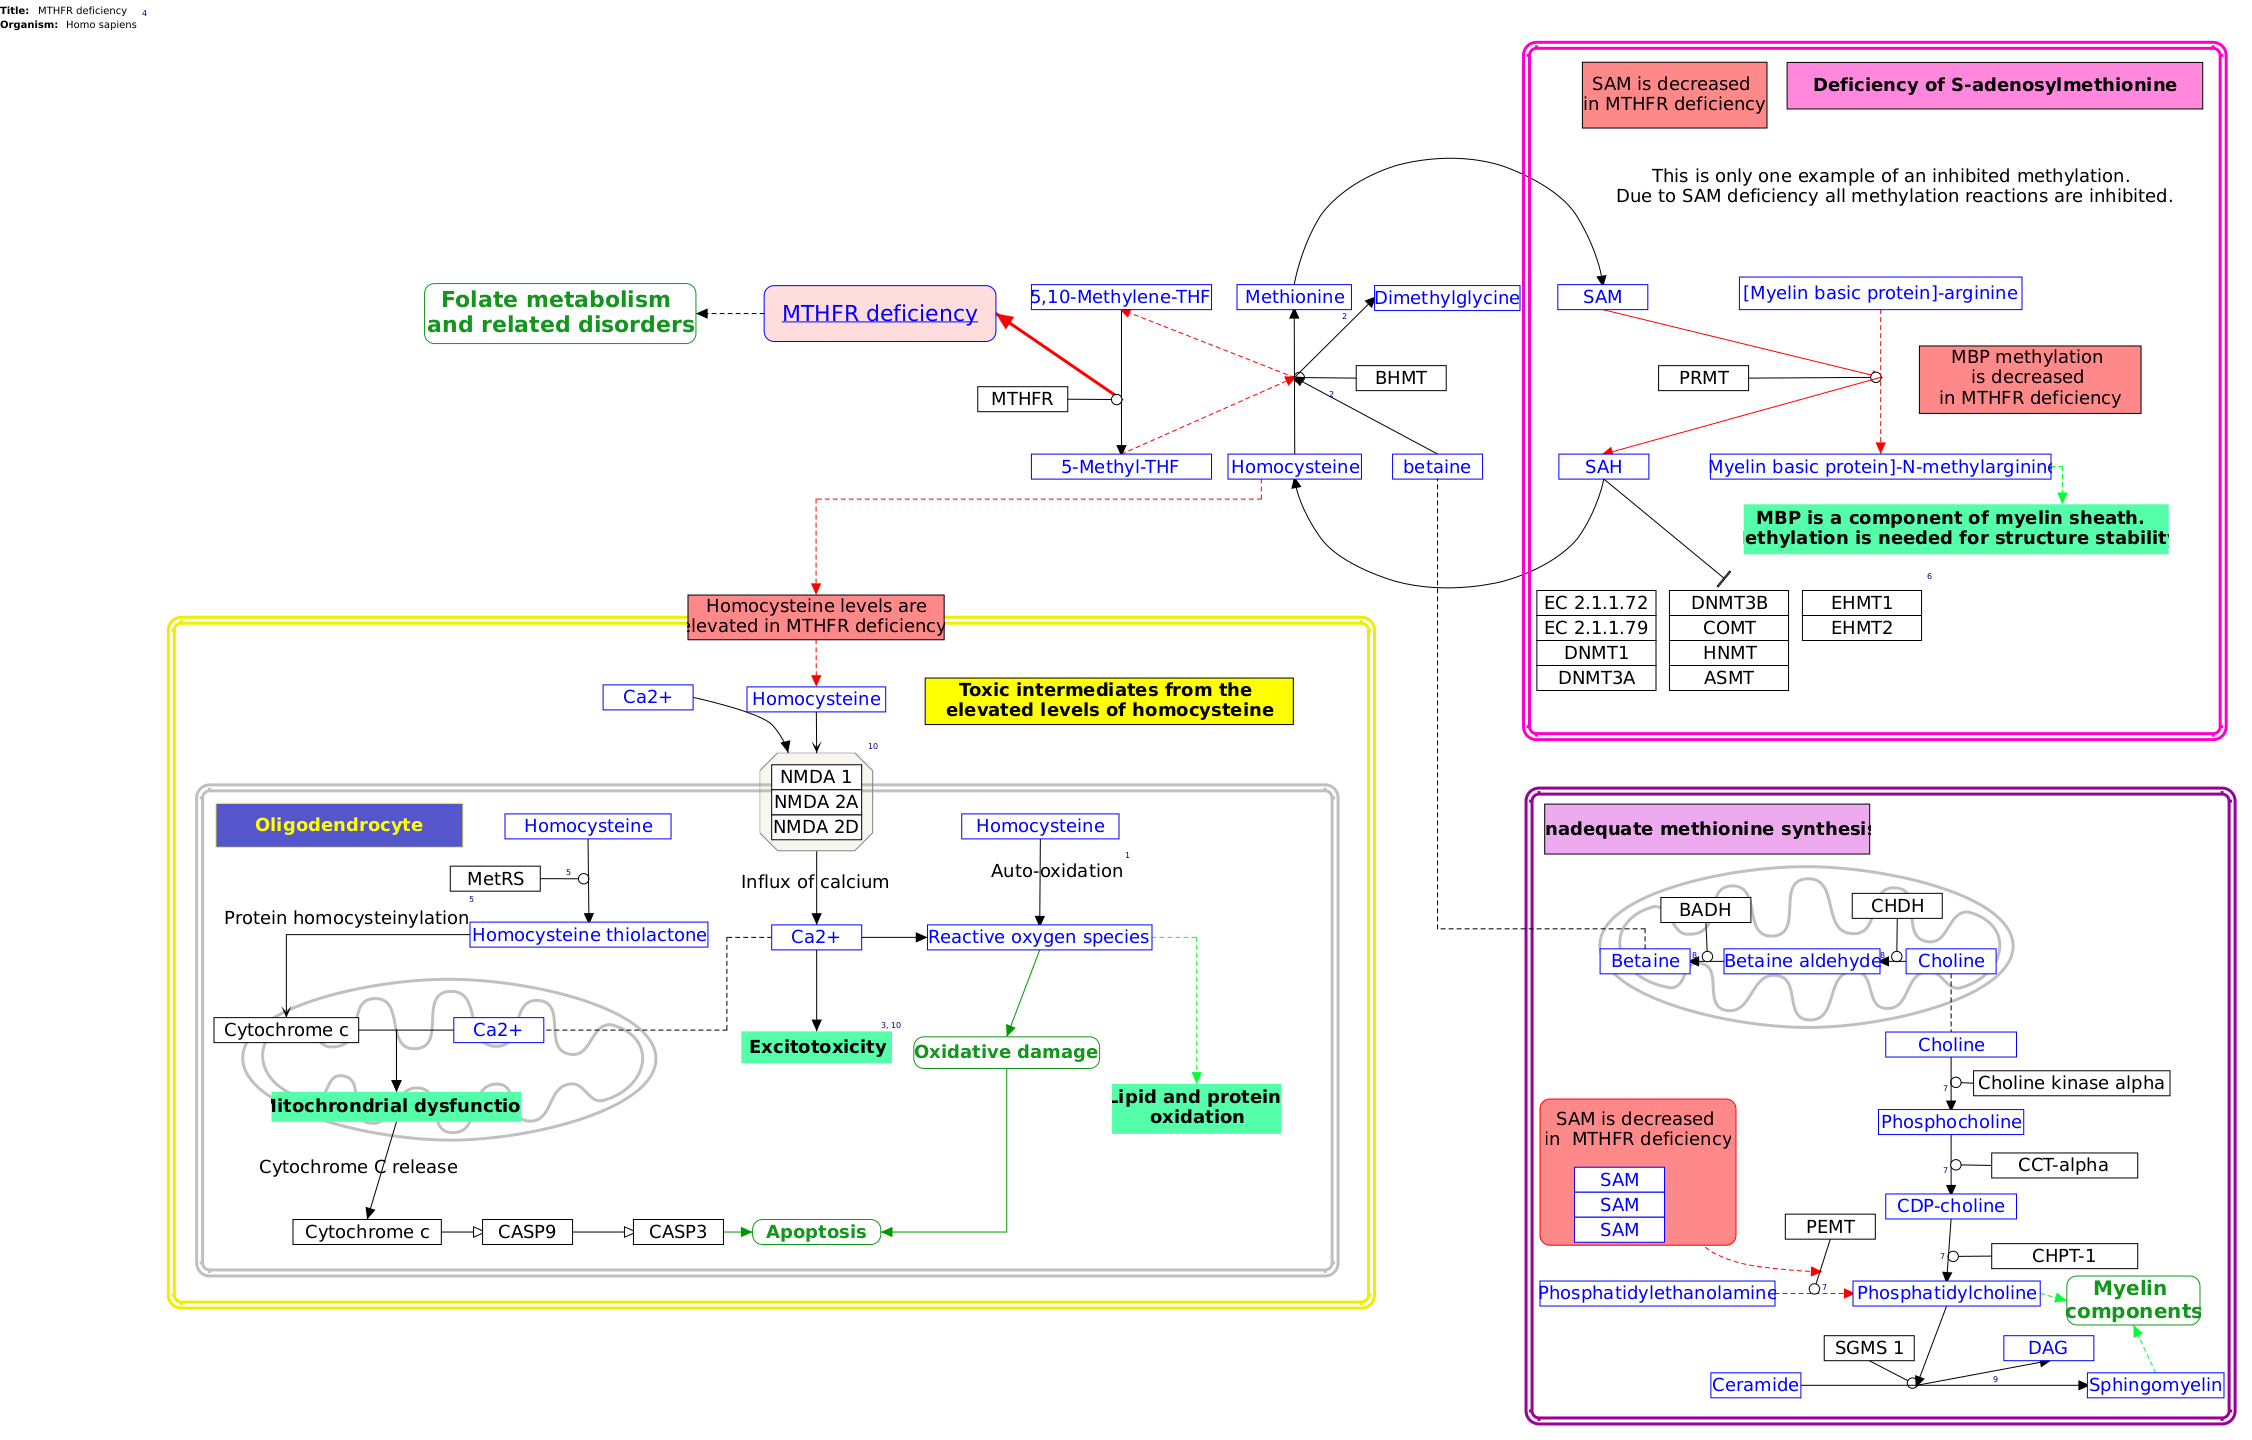 Title: MTHFR deficiency 4
Organism: Homo sapiens
SAM is decreased
in MTHFR deficiency
Deficiency of S-adenosylmethionine
This is only one example of an inhibited methylation.
Due to SAM deficiency all methylation reactions are inhibited.
Folate metabolism
and related disorders
MTHFR deficiency
5,10-Methylene-THF
Methionine
Dimethylglycine
2
SAM
[Myelin basic protein]-arginine
MTHFR
BHMT
2
PRMT
MBP methylation
is decreased
in MTHFR deficiency
5-Methyl-THF
Homocysteine
betaine
SAH
Myelin basic protein]-N-methylarginine
MBP is a component of myelin sheath.
ethylation is needed for structure stability
6
EC 2.1.1.72
EC 2.1.1.79
DNMT1
DNMT3A
DNMT3B
COMT
HNMT
ASMT
EHMT1
EHMT2
Homocysteine levels are
elevated in MTHFR deficiency
Ca2+
Homocysteine
Toxic intermediates from the
elevated levels of homocysteine
10
NMDA 1
NMDA 2A
NMDA 2D
Oligodendrocyte
Homocysteine
Homocysteine
MetRS
5
5
Influx of calcium
Auto-oxidation
1
Protein homocysteinylation
Homocysteine thiolactone
Ca2+
Reactive oxygen species
Cytochrome c
Ca2+
Excitotoxicity
3, 10
Oxidative damage
Mitochrondrial dysfunctio
Lipid and protein
oxidation
Cytochrome C release
Cytochrome c
CASP9
CASP3
Apoptosis
nadequate methionine synthesis
BADH
CHDH
Betaine
8
Betaine aldehyde
8
Choline
Choline
7
Choline kinase alpha
Phosphocholine
7
CCT-alpha
CDP-choline
SAM is decreased
in MTHFR deficiency
SAM
SAM
SAM
PEMT
7
CHPT-1
Phosphatidylethanolamine
7
Phosphatidylcholine
Myelin
components
SGMS 1
DAG
Ceramide
9
Sphingomyelin